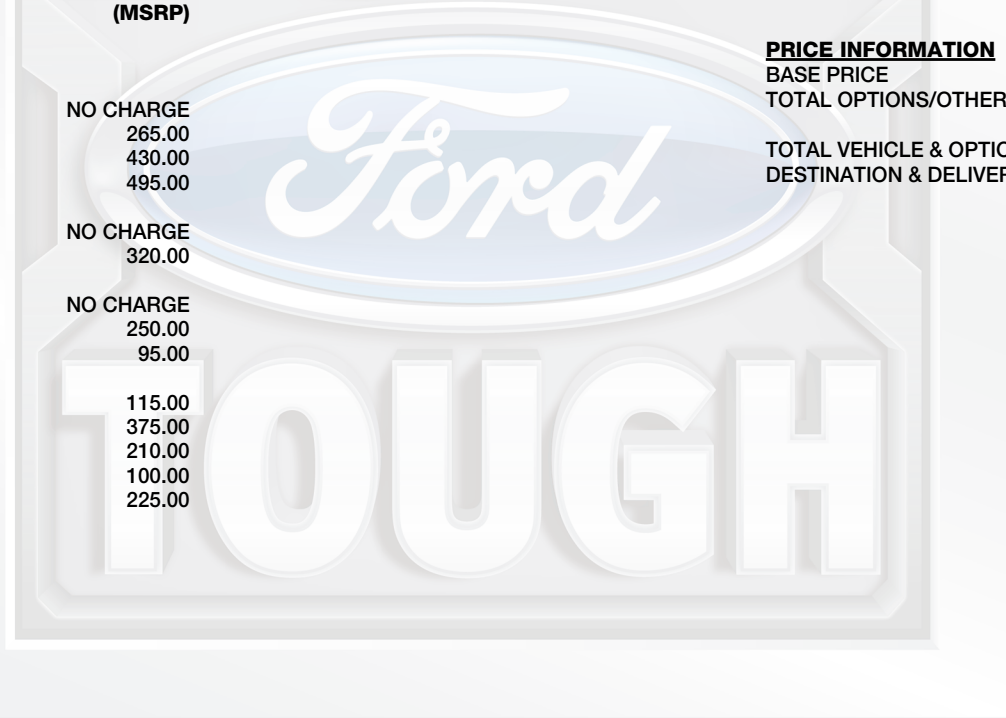 (MSRP)
NO CHARGE
265.00
430.00
495.00
NO CHARGE
320.00
NO CHARGE
250.00
95.00
115.00
375.00
210.00
100.00
225.00
PRICE INFORMATION
BASE PRICE
TOTAL OPTIONS/OTHER
TOTAL VEHICLE & OPTIO
DESTINATION & DELIVER
Ford
TOUGH